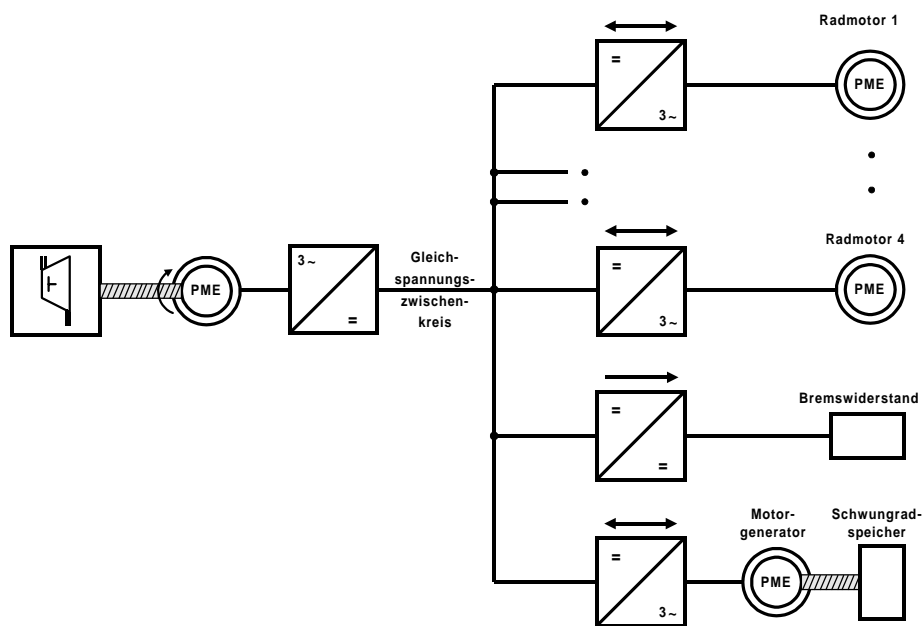 Radmotor 1
=
3~
PME
Radmotor 4
=
3~
PME
T
PME
3~
=
Gleich-
spannungs-
zwischen-
kreis
Bremswiderstand
=
=
Motor-
generator
Schwungrad-
speicher
=
3~
PME